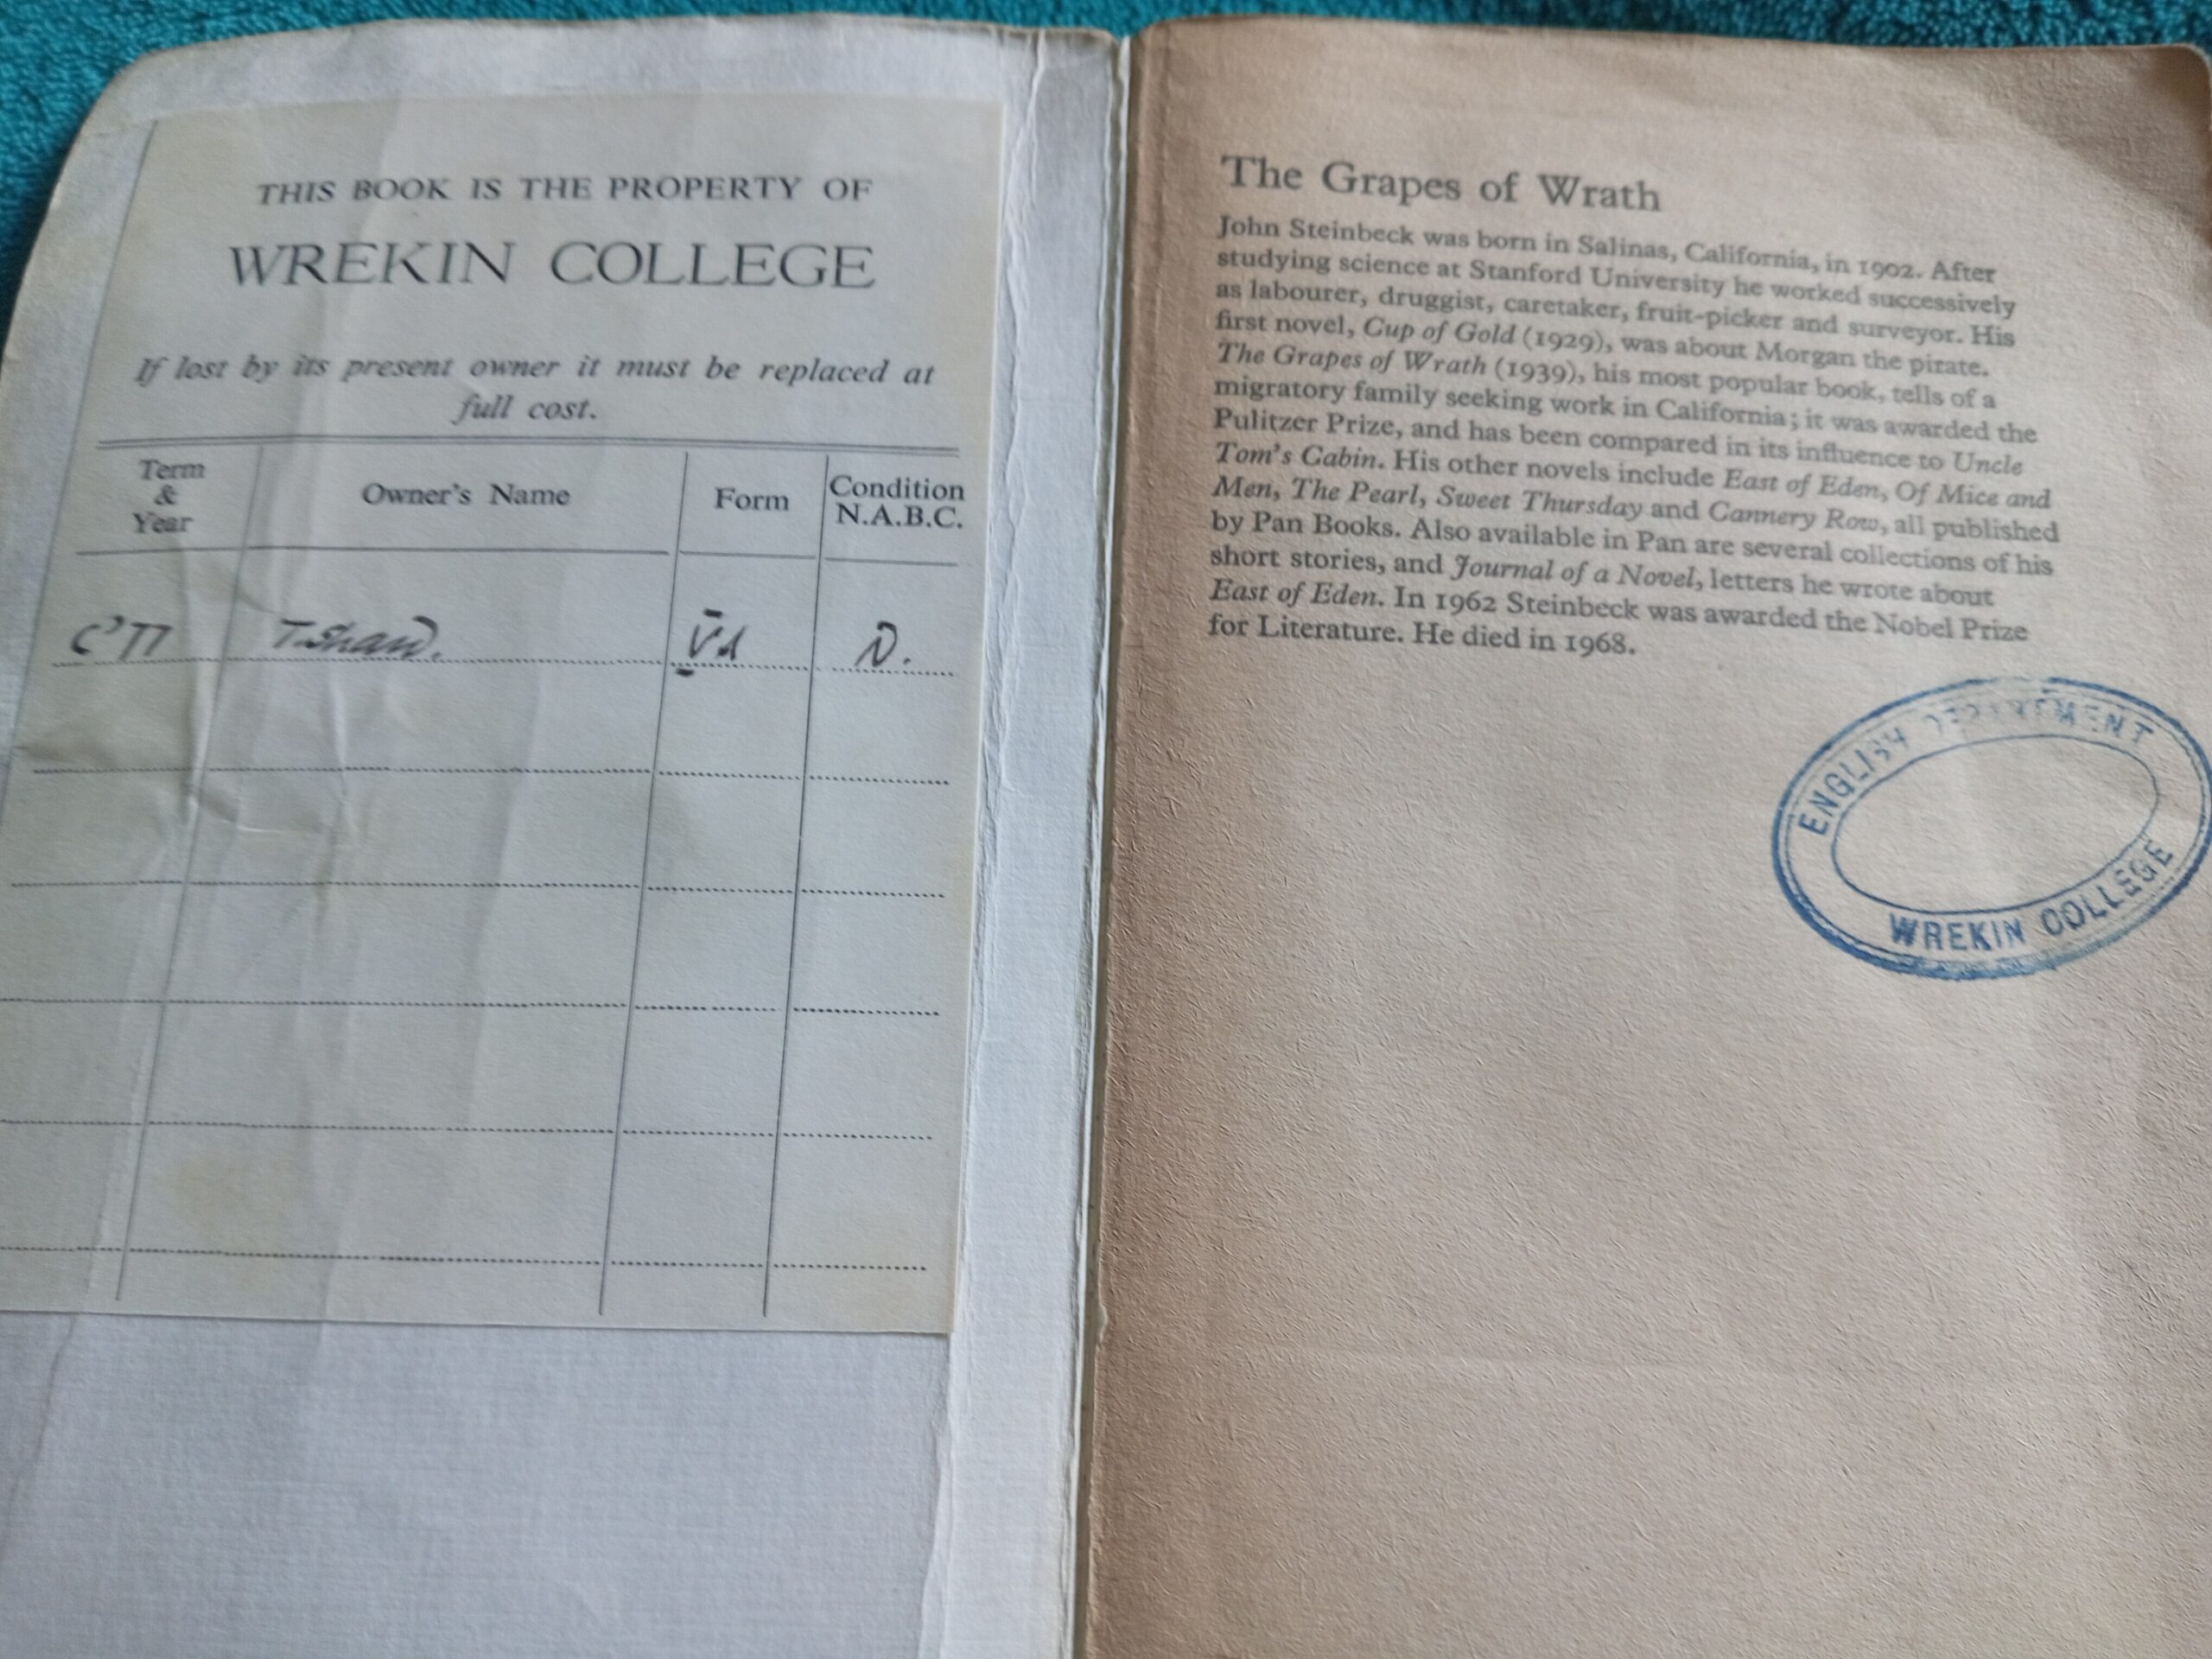 THIS BOOK IS THE PROPERTY OF
WREKIN COLLEGE
If lost by its present owner it must be replaced at
full cost.
Term
&
Year
Owner's Name
Form
Condition
N.A.B.C.
C'77 T. Shaw. Vd N.
The Grapes of Wrath
John Steinbeck was born in Salinas, California, in 1902. After
studying science at Stanford University he worked successively
as labourer, druggist, caretaker, fruit-picker and surveyor. His
first novel, Cup of Gold (1929), was about Morgan the pirate.
The Grapes of Wrath (1939), his most popular book, tells of a
migratory family seeking work in California; it was awarded the
Pulitzer Prize, and has been compared in its influence to Uncle
Tom's Cabin. His other novels include East of Eden, Of Mice and
Men, The Pearl, Sweet Thursday and Cannery Row, all published
by Pan Books. Also available in Pan are several collections of his
short stories, and Journal of a Novel, letters he wrote about
East of Eden. In 1962 Steinbeck was awarded the Nobel Prize
for Literature. He died in 1968.
ENGLISH DEPARTMENT
WREKIN COLLEGE